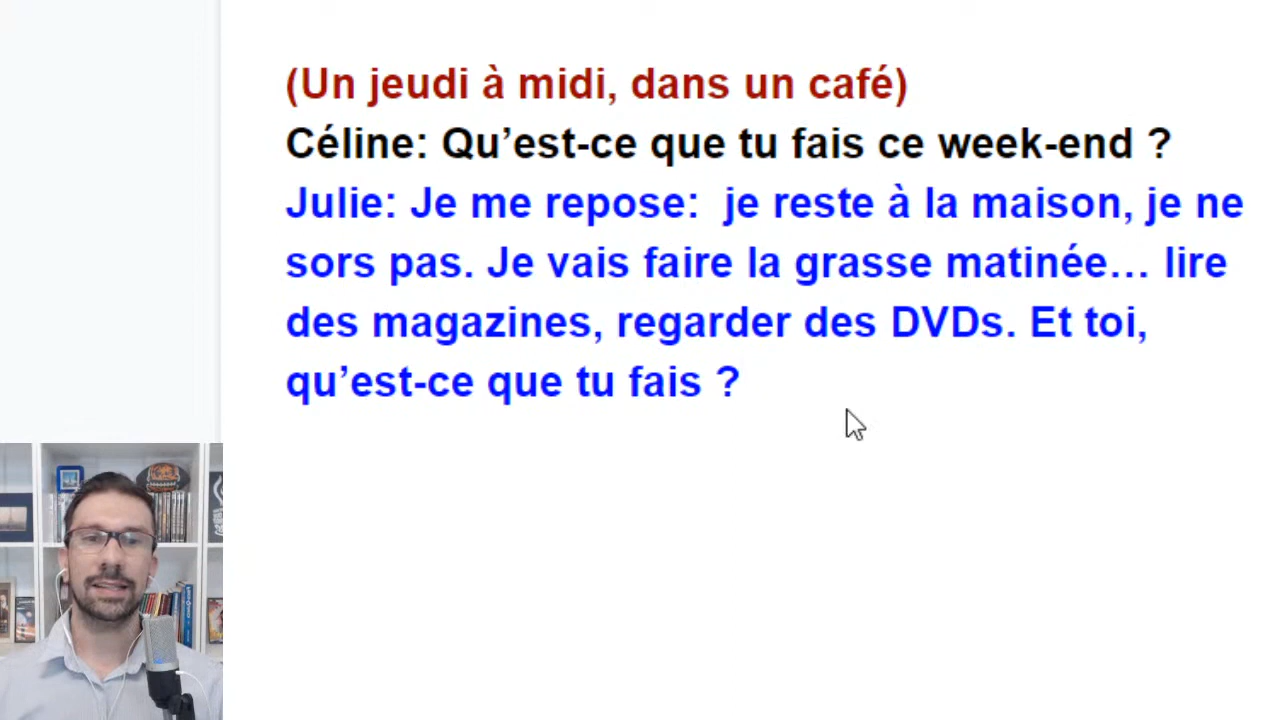 (Un jeudi à midi, dans un café)
Céline: Qu’est-ce que tu fais ce week-end ?
Julie: Je me repose:  je reste à la maison, je ne
sors pas. Je vais faire la grasse matinée… lire
des magazines, regarder des DVDs. Et toi,
qu’est-ce que tu fais ?